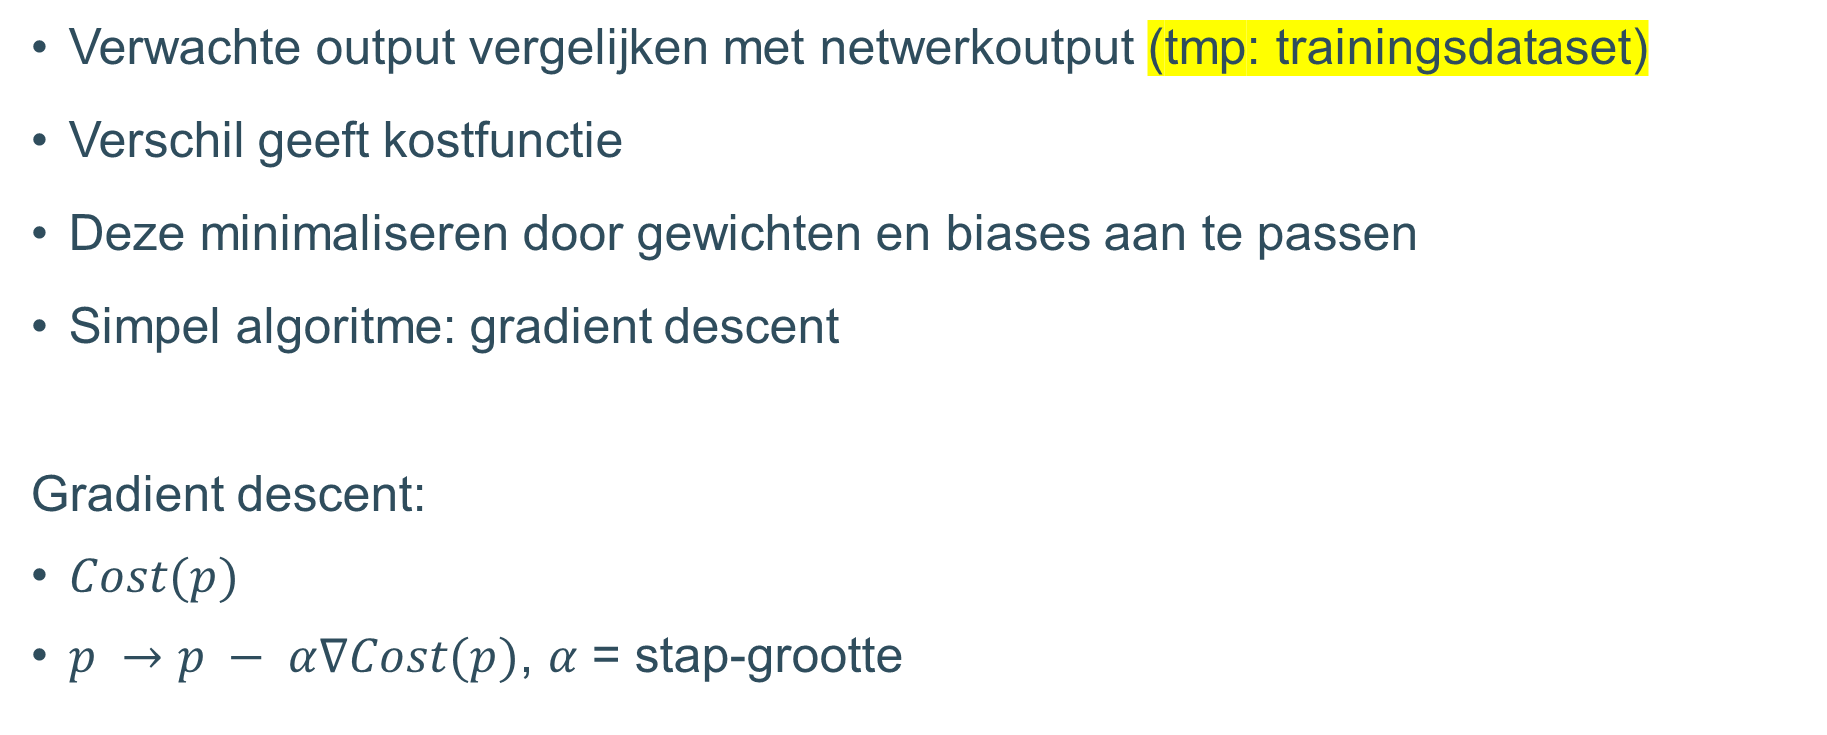 • Verwachte output vergelijken met netwerkoutput (tmp: trainingsdataset)
• Verschil geeft kostfunctie
• Deze minimaliseren door gewichten en biases aan te passen
• Simpel algoritme: gradient descent
Gradient descent:
• Cost(p)
• p → p − α∇Cost(p), α = stap-grootte